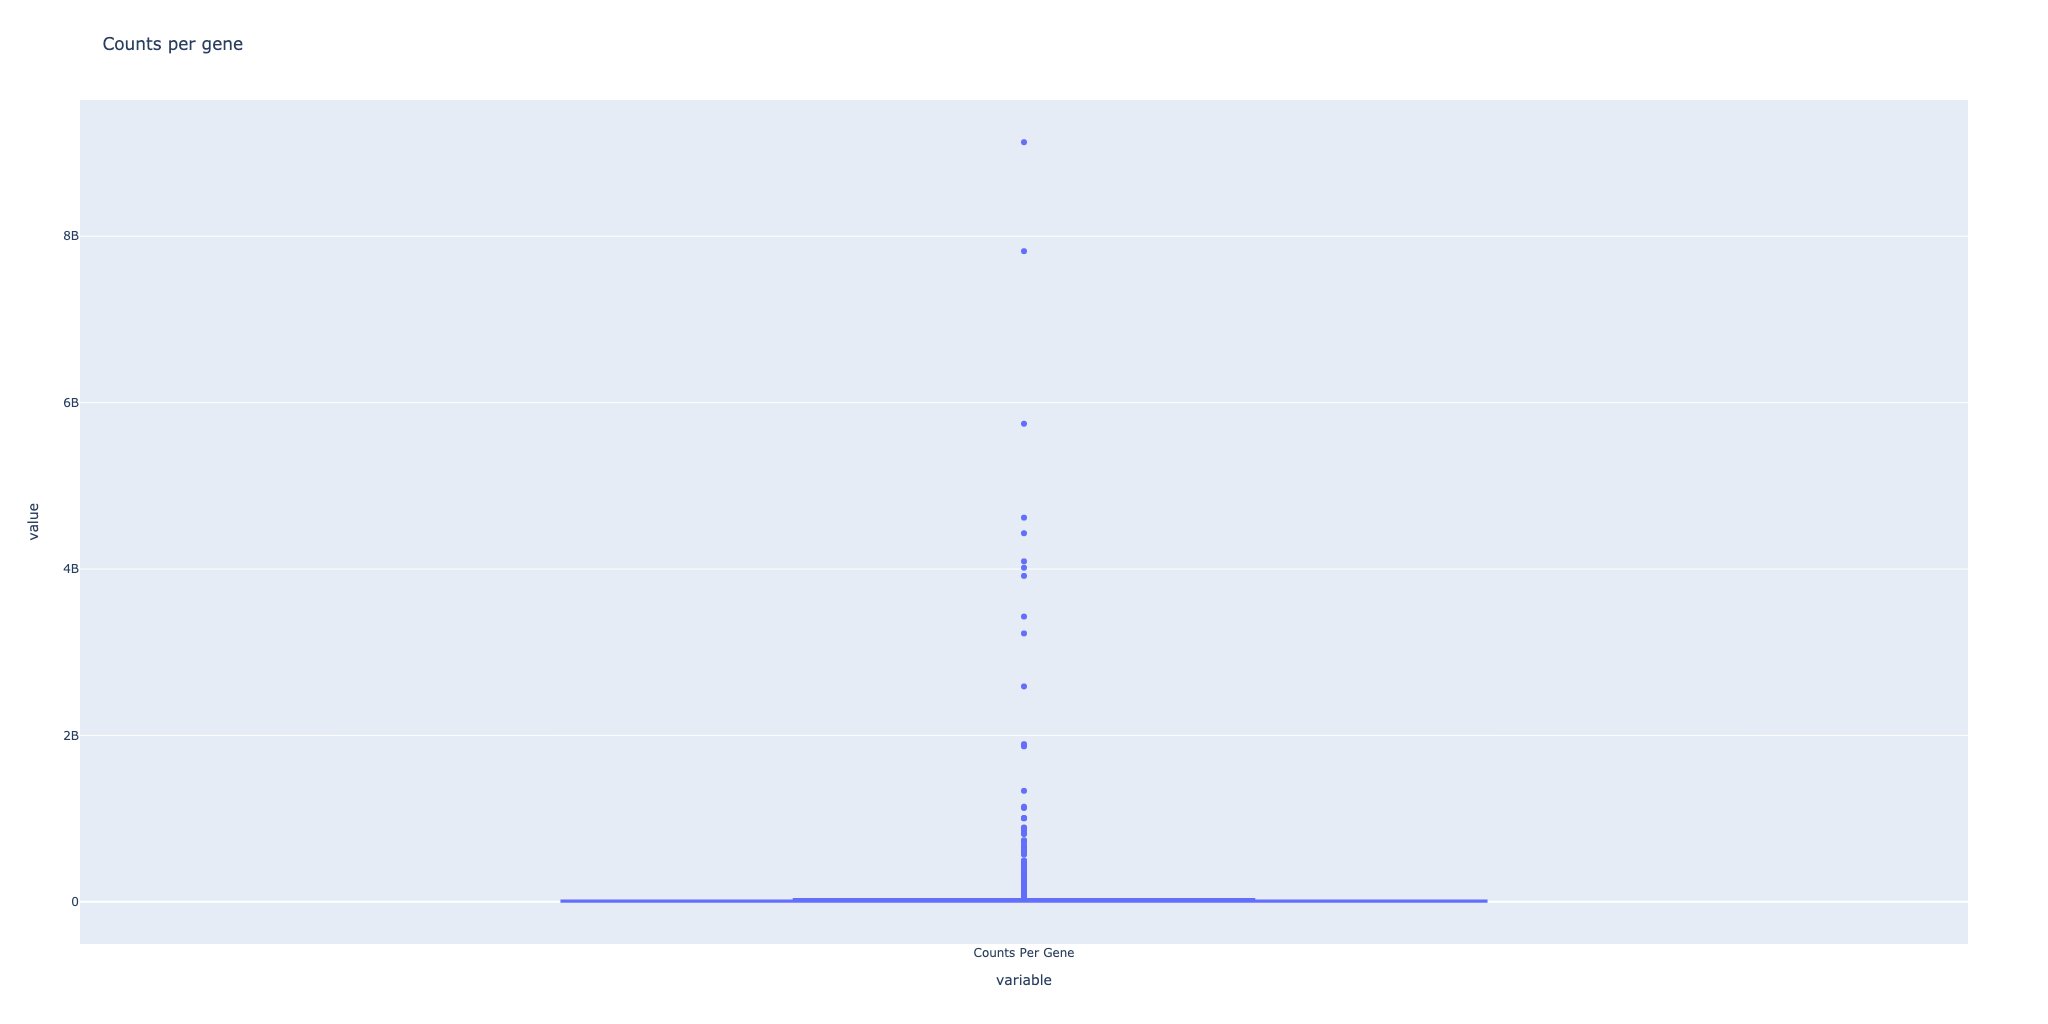 Counts per gene
8B
6B
4B
2B
0
value
Counts Per Gene
variable